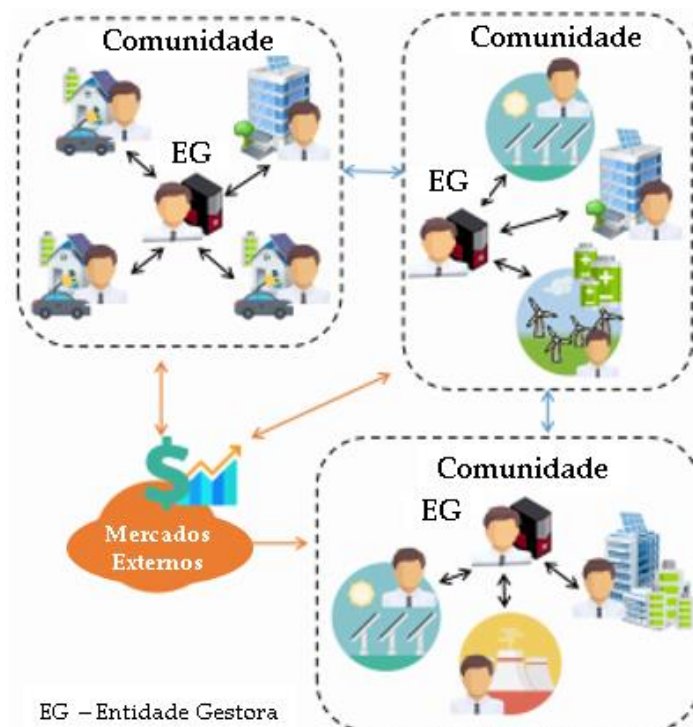 Comunidade
EG
Comunidade
EG
Comunidade
EG
Mercados
Externos
EG – Entidade Gestora